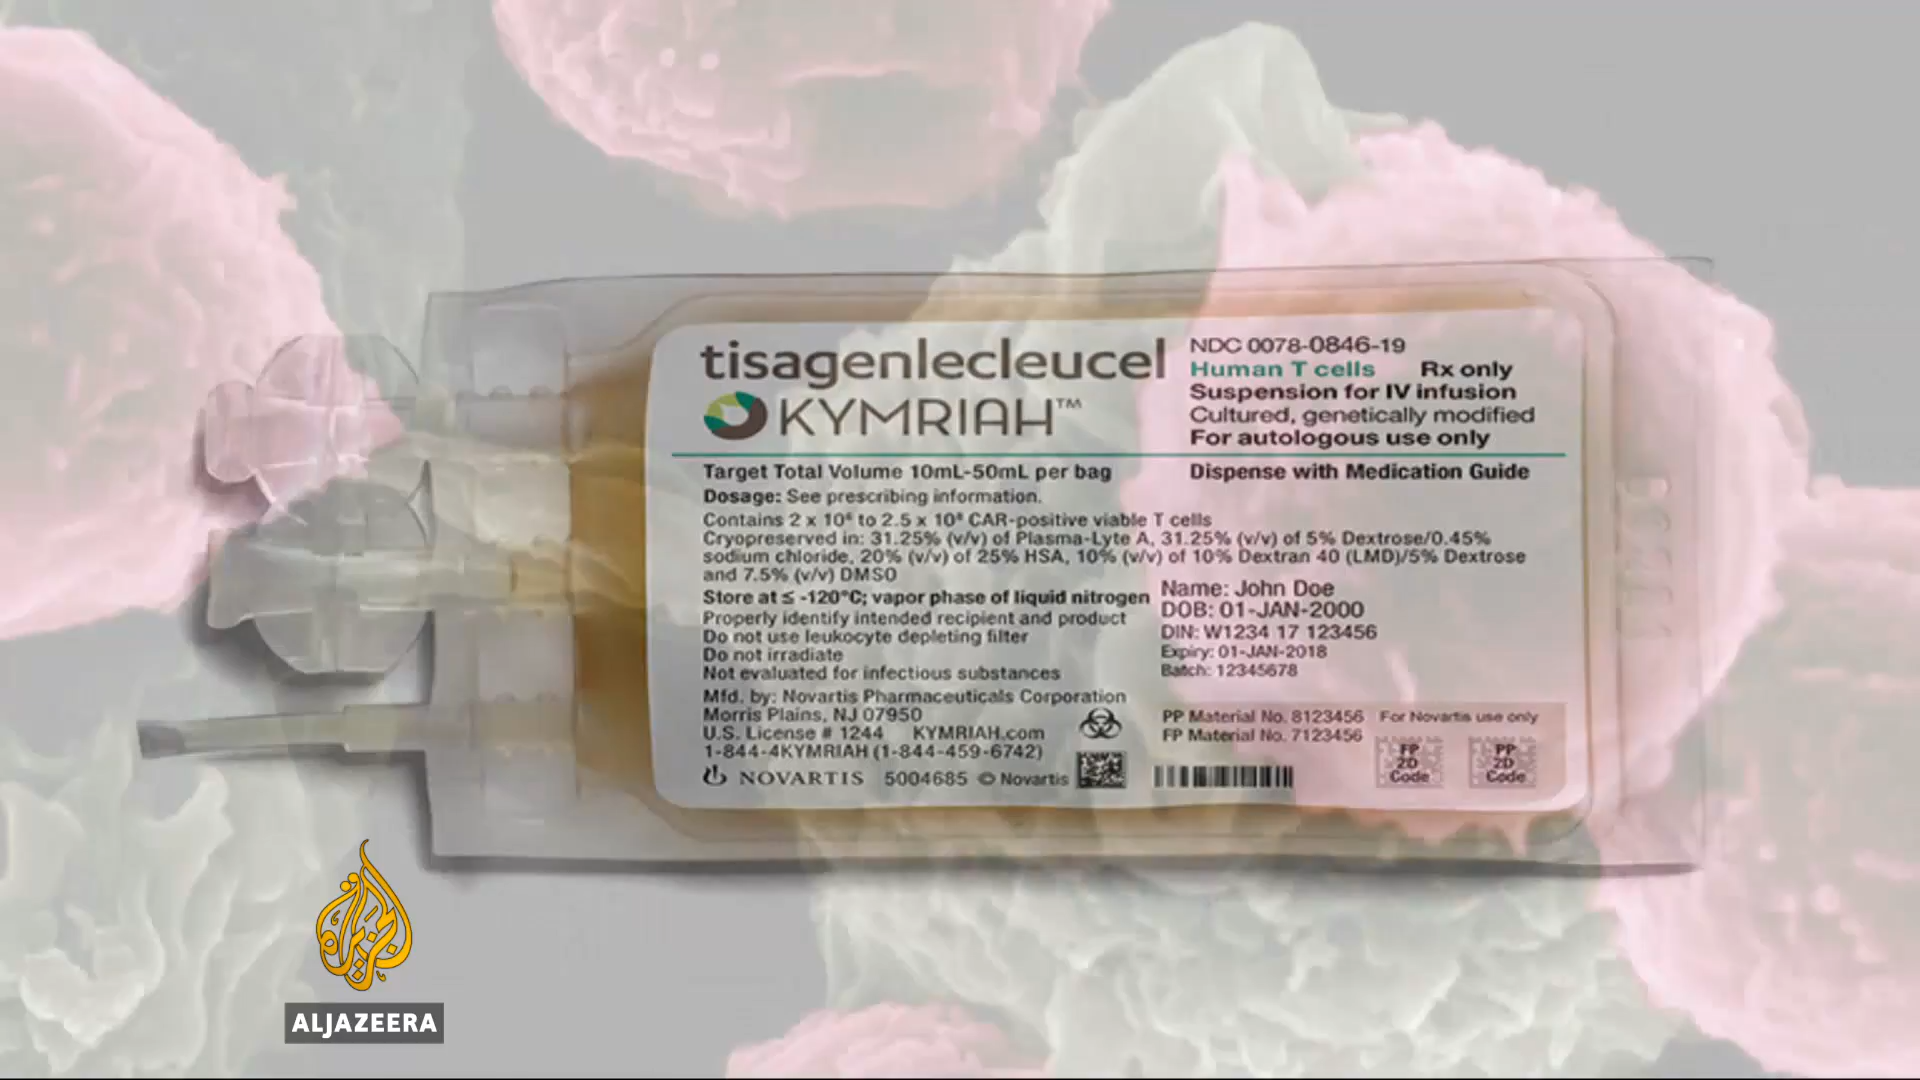 tisagenlecleucel
KYMRIAH™
NDC 0078-0846-19
Human T cells Rx only
Suspension for IV infusion
Cultured, genetically modified
For autologous use only
Target Total Volume 10mL-50mL per bag
Dispense with Medication Guide
Dosage: See prescribing information.
Contains 2 x 10⁶ to 2.5 x 10⁸ CAR-positive viable T cells
Cryopreserved in: 31.25% (v/v) of Plasma-Lyte A, 31.25% (v/v) of 5% Dextrose/0.45%
sodium chloride, 20% (v/v) of 25% HSA, 10% (v/v) of 10% Dextran 40 (LMD)/5% Dextrose
and 7.5% (v/v) DMSO
Store at ≤ -120°C; vapor phase of liquid nitrogen
Properly identify intended recipient and product
Do not use leukocyte depleting filter
Do not irradiate
Not evaluated for infectious substances
Name: John Doe
DOB: 01-JAN-2000
DIN: W1234 17 123456
Expiry: 01-JAN-2018
Batch: 12345678
Mfd. by: Novartis Pharmaceuticals Corporation
Morris Plains, NJ 07950
U.S. License # 1244 KYMRIAH.com
1-844-4KYMRIAH (1-844-459-6742)
NOVARTIS 5004685 © Novartis
PP Material No. 8123456 For Novartis use only
FP Material No. 7123456
FP
2D
Code
PP
2D
Code
الجزيرة
ALJAZEERA